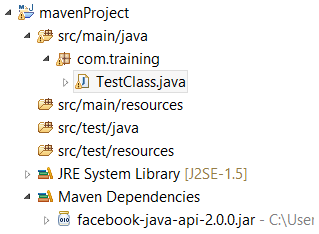 mavenProject
src/main/java
com.training
TestClass.java
src/main/resources
src/test/java
src/test/resources
JRE System Library [J2SE-1.5]
Maven Dependencies
facebook-java-api-2.0.0.jar - C:\User